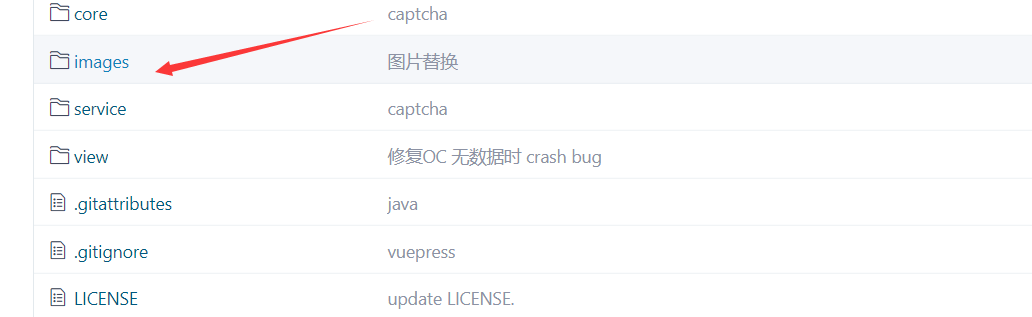 core captcha
images 图片替换
service captcha
view 修复OC 无数据时 crash bug
.gitattributes java
.gitignore vuepress
LICENSE update LICENSE.